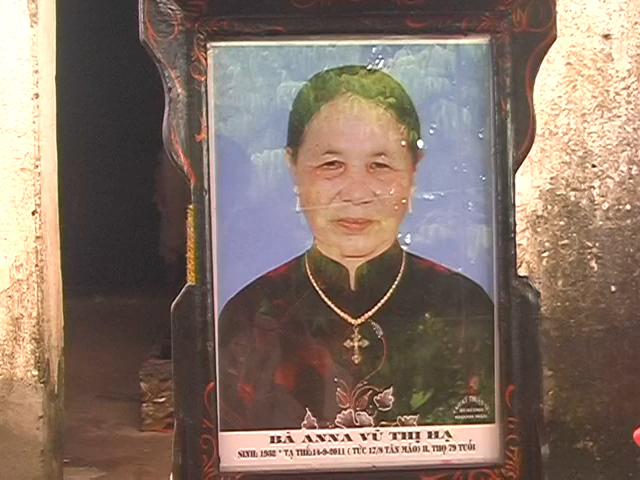 BÀ ANNA VŨ THỊ HẠ
SINH: 1932 * TẠ THẾ:14-9-2011 ( TỨC 17/8 TÂN MÃO) H. THỌ 79 TUỔI